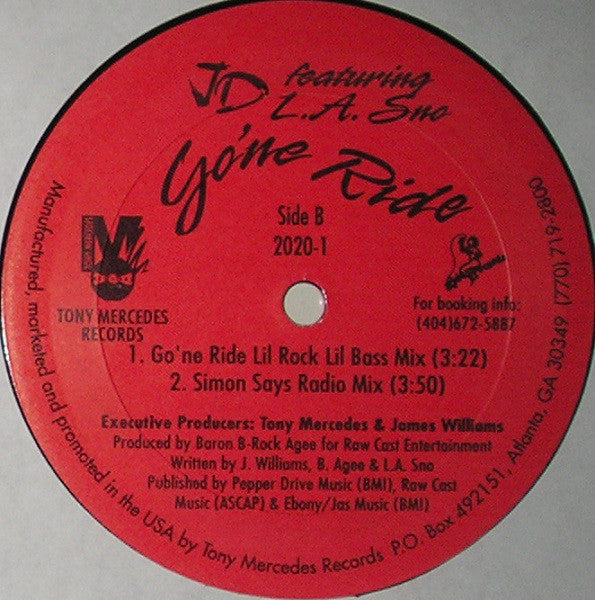 JD featuring
L.A. Sno
Go'ne Ride
Side B
2020-1
TONY MERCEDES
RECORDS
For booking info:
(404)672-5887
1. Go'ne Ride Lil Rock Lil Bass Mix (3:22)
2. Simon Says Radio Mix (3:50)
Executive Producers: Tony Mercedes & James Williams
Produced by Baron B-Rock Agee for Raw Cast Entertainment
Written by J. Williams, B. Agee & L.A. Sno
Published by Pepper Drive Music (BMI), Raw Cast
Music (ASCAP) & Ebony/Jas Music (BMI)
Manufactured, marketed and promoted in the USA by Tony Mercedes Records P.O. Box 492151, Atlanta, GA 30349 (770) 719-2800